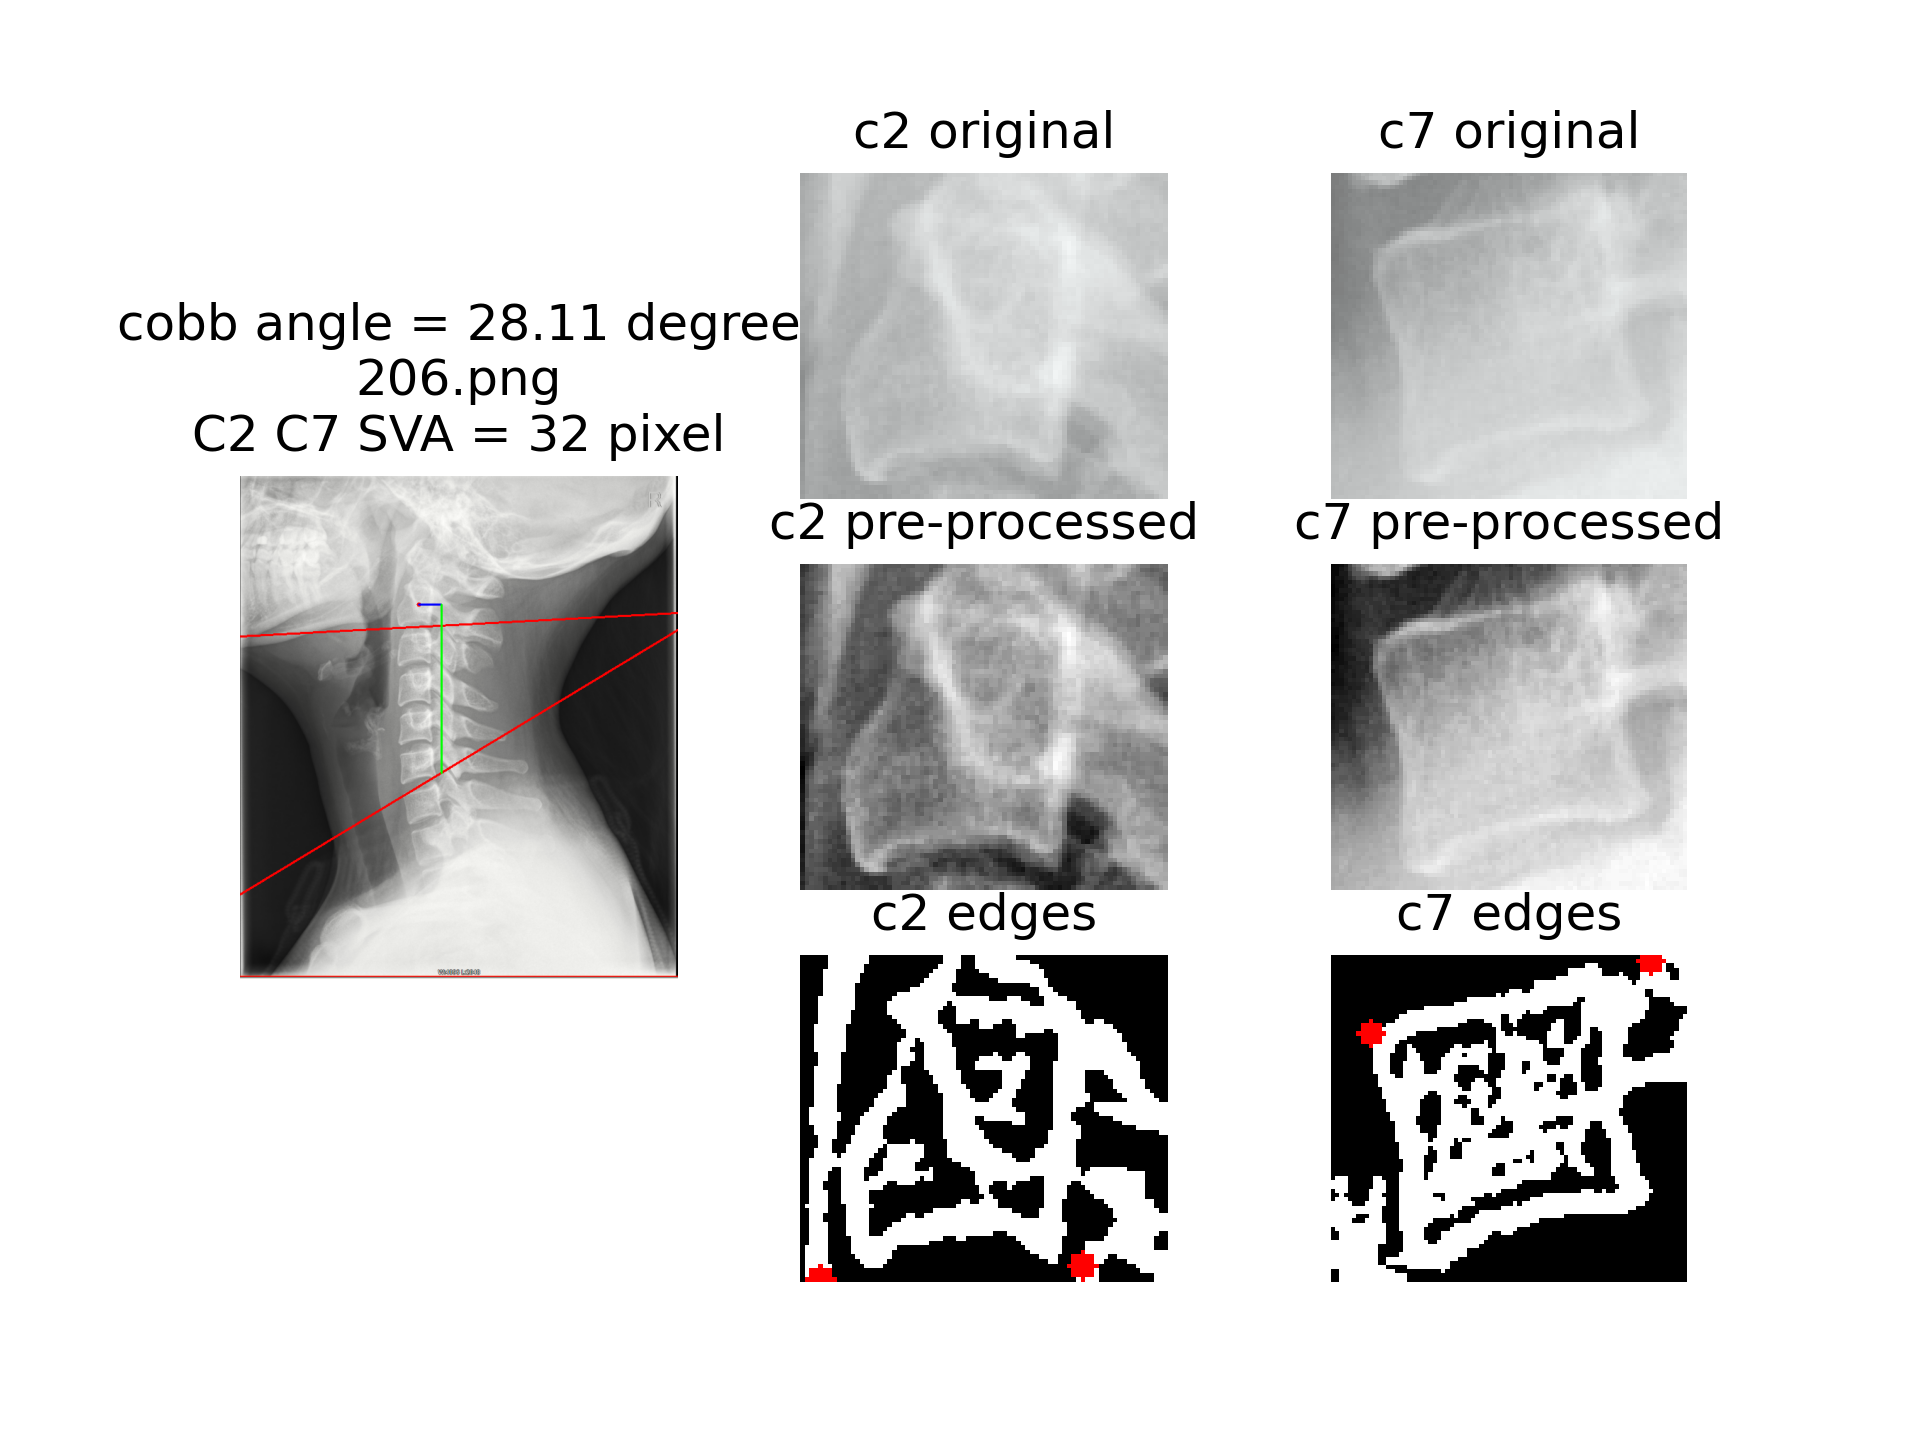 cobb angle = 28.11 degree
206.png
C2 C7 SVA = 32 pixel
c2 original
c7 original
c2 pre-processed
c7 pre-processed
c2 edges
c7 edges